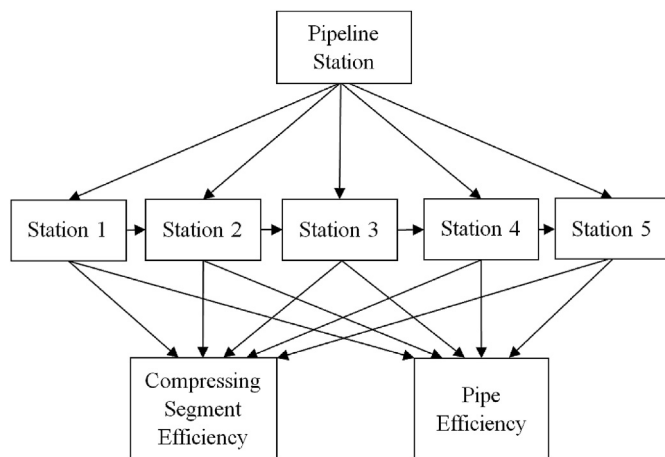 Pipeline
Station
Station 1
Station 2
Station 3
Station 4
Station 5
Compressing
Segment
Efficiency
Pipe
Efficiency